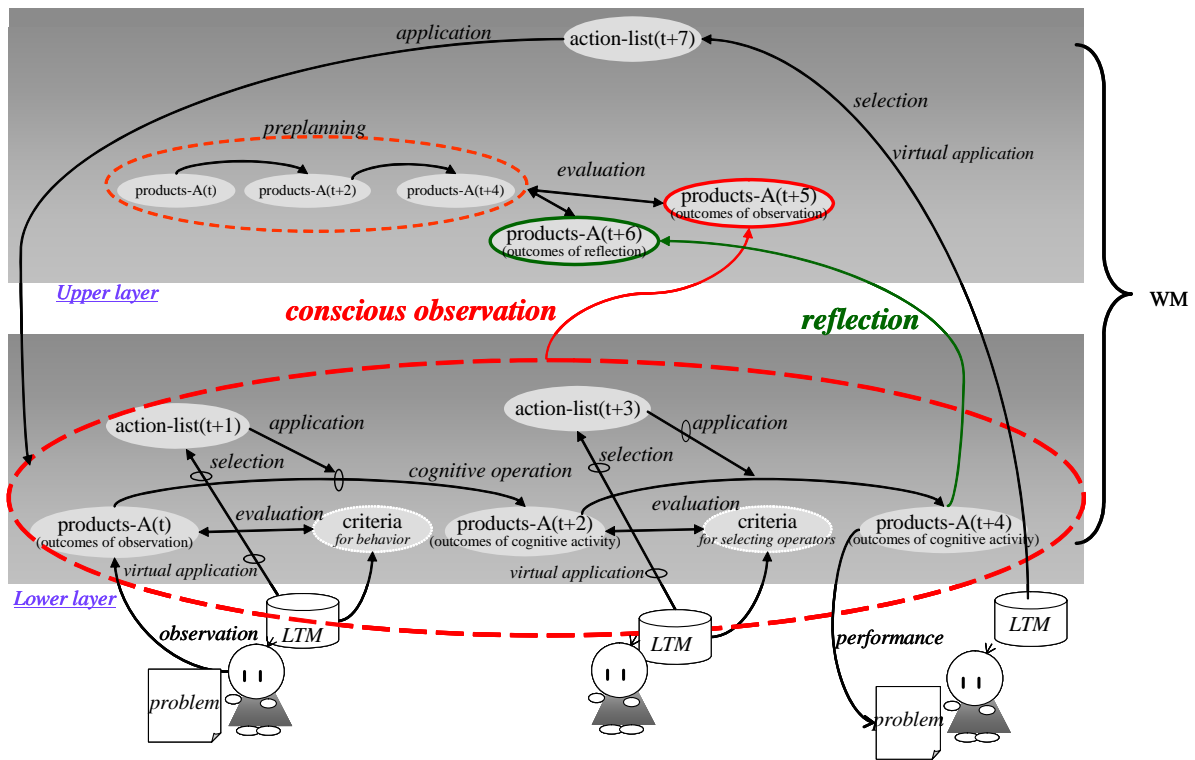 application
action-list(t+7)
selection
preplanning
virtual application
evaluation
products-A(t)
products-A(t+2)
products-A(t+4)
products-A(t+5)
(outcomes of observation)
products-A(t+6)
(outcomes of reflection)
Upper layer
WM
conscious observation
reflection
action-list(t+1)
application
action-list(t+3)
application
selection
cognitive operation
selection
evaluation
evaluation
products-A(t)
(outcomes of observation)
criteria
for behavior
products-A(t+2)
(outcomes of cognitive activity)
criteria
for selecting operators
products-A(t+4)
(outcomes of cognitive activity)
virtual application
virtual application
Lower layer
observation
LTM
LTM
performance
LTM
problem
problem